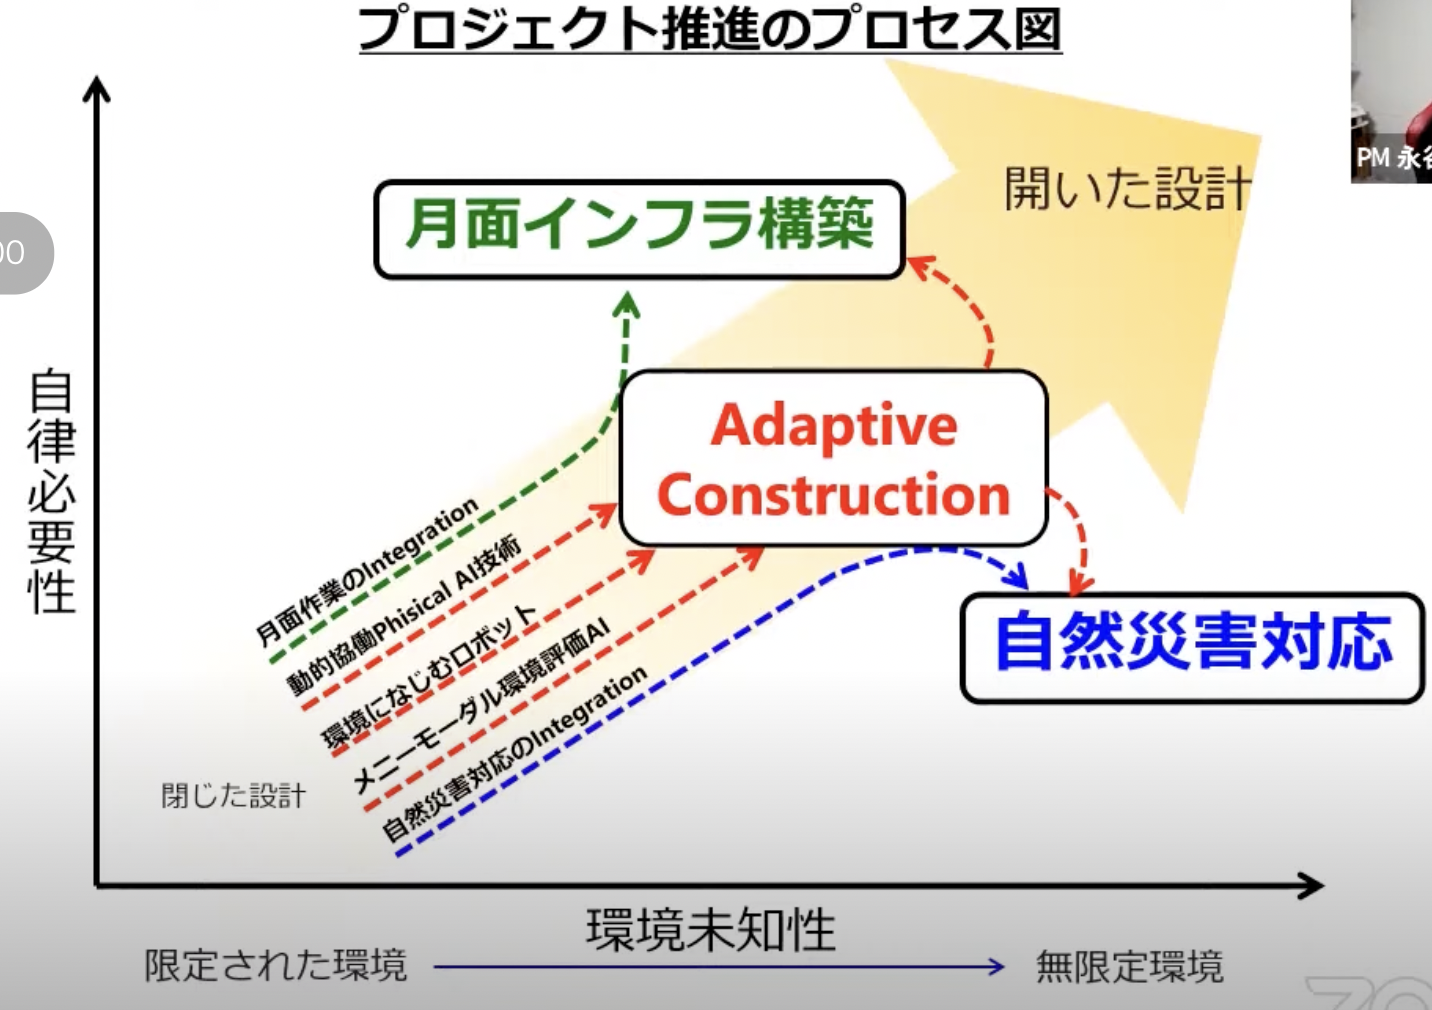 プロジェクト推進のプロセス図
開いた設計
PM 永
月面インフラ構築
00
自律必要性
Adaptive
Construction
月面作業のIntegration
動的協働Phisical AI技術
環境になじむロボット
メニーモーダル環境評価AI
自然災害対応のIntegration
自然災害対応
閉じた設計
環境未知性
限定された環境
無限定環境